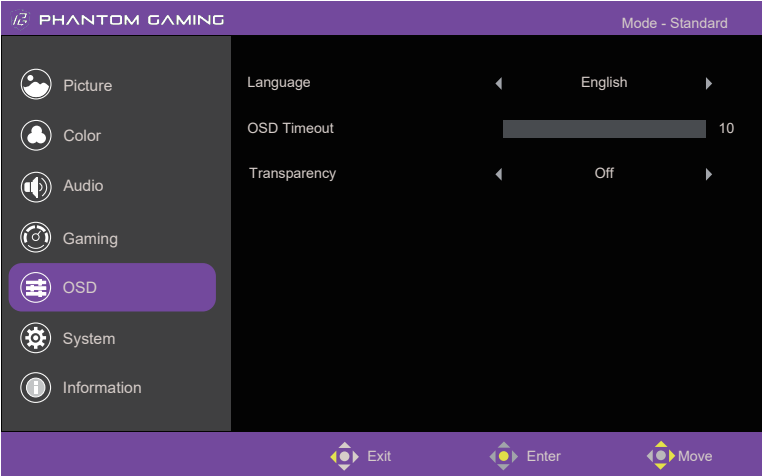 PHANTOM GAMING
Mode - Standard
Picture
Color
Audio
Gaming
OSD
System
Information
Language English
OSD Timeout 10
Transparency Off
Exit Enter Move